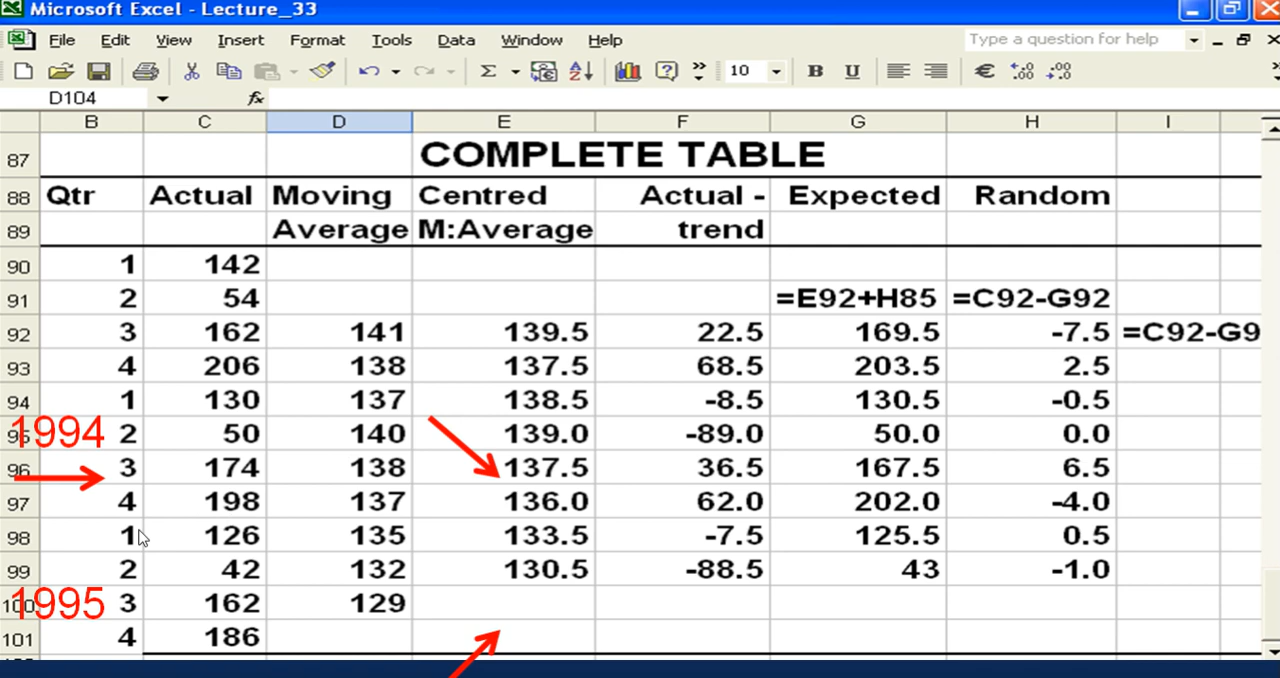 Microsoft Excel - Lecture_33
File Edit View Insert Format Tools Data Window Help Type a question for help
10 B U
D104 fx
B C D E F G H I
87 COMPLETE TABLE
88 Qtr Actual Moving Centred Actual - Expected Random
89 Average M:Average trend
90 1 142
91 2 54 =E92+H85 =C92-G92
92 3 162 141 139.5 22.5 169.5 -7.5 =C92-G9
93 4 206 138 137.5 68.5 203.5 2.5
94 1 130 137 138.5 -8.5 130.5 -0.5
1994
95 2 50 140 139.0 -89.0 50.0 0.0
96 3 174 138 137.5 36.5 167.5 6.5
97 4 198 137 136.0 62.0 202.0 -4.0
98 1 126 135 133.5 -7.5 125.5 0.5
99 2 42 132 130.5 -88.5 43 -1.0
1995
100 3 162 129
101 4 186